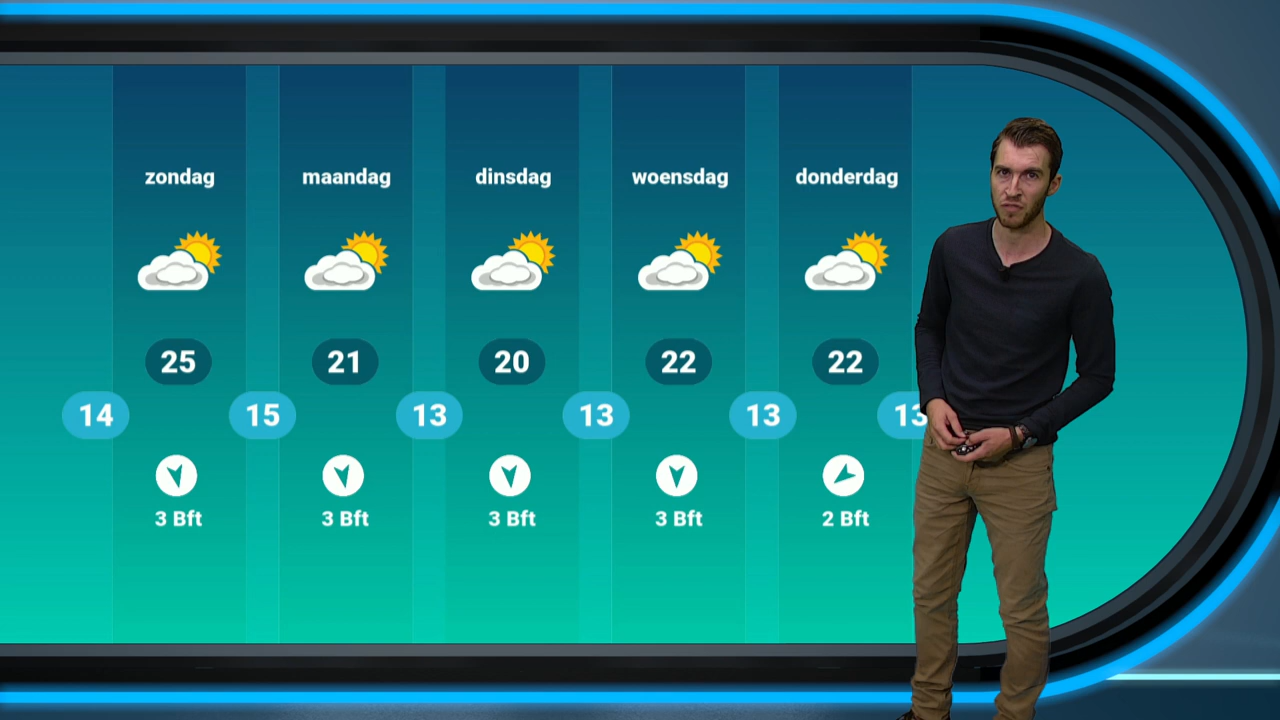 zondag maandag dinsdag woensdag donderdag
25 21 20 22 22
14 15 13 13 13 13
3 Bft 3 Bft 3 Bft 3 Bft 2 Bft